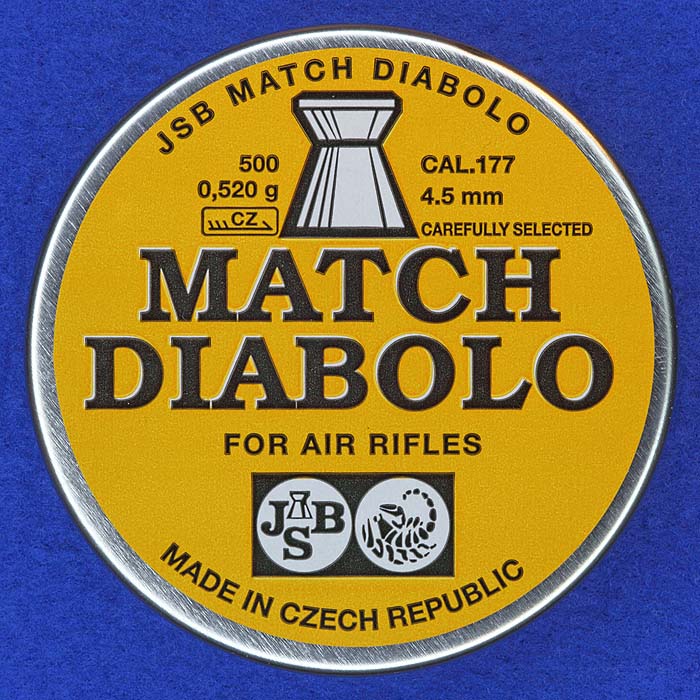 JSB MATCH DIABOLO
500
0,520 g
CZ
CAL.177
4.5 mm
CAREFULLY SELECTED
MATCH
DIABOLO
FOR AIR RIFLES
JSB
MADE IN CZECH REPUBLIC